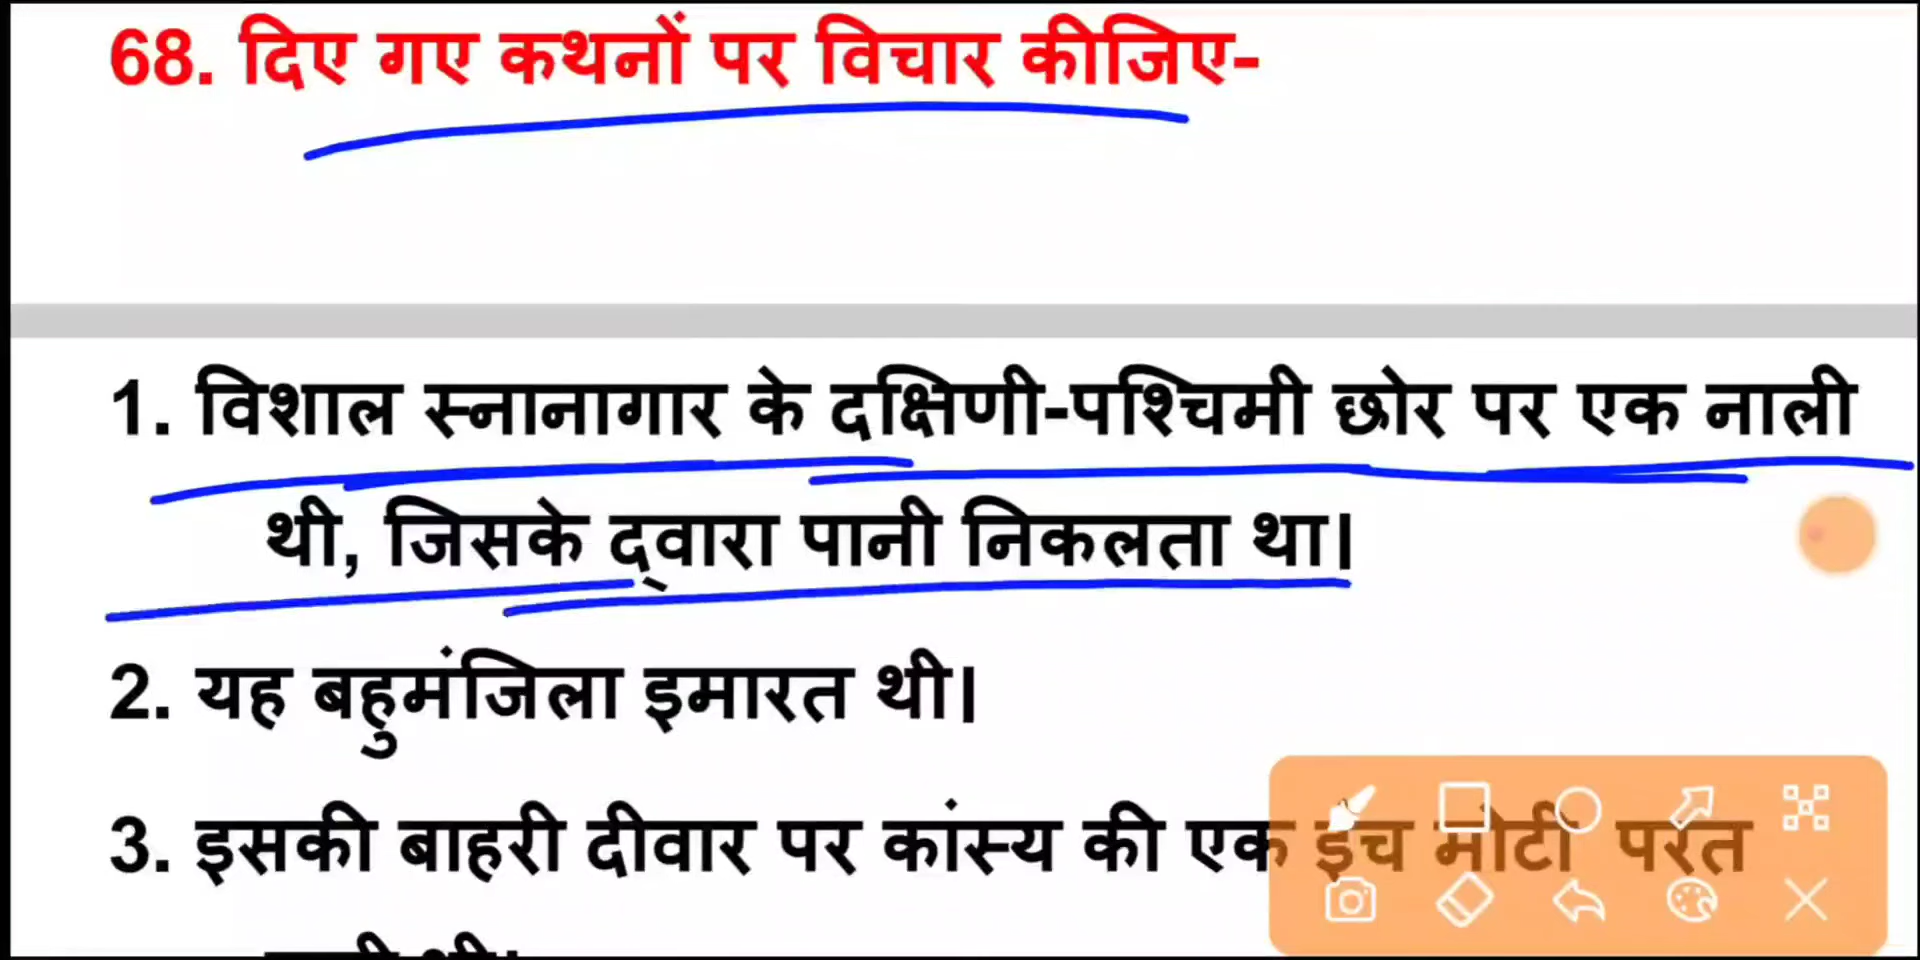 68. दिए गए कथनों पर विचार कीजिए-
1. विशाल स्नानागार के दक्षिणी-पश्चिमी छोर पर एक नाली
थी, जिसके द्वारा पानी निकलता था।
2. यह बहुमंजिला इमारत थी।
3. इसकी बाहरी दीवार पर कांस्य की एक इंच मोटी परत